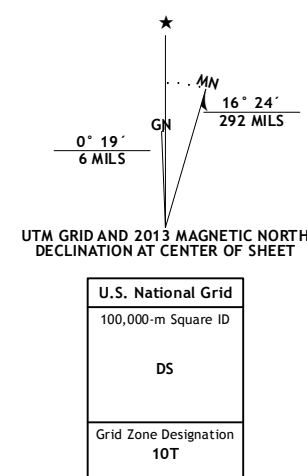 ★
MN
GN
16° 24´
292 MILS
0° 19´
6 MILS
UTM GRID AND 2013 MAGNETIC NORTH
DECLINATION AT CENTER OF SHEET
U.S. National Grid
100,000-m Square ID
DS
Grid Zone Designation
10T